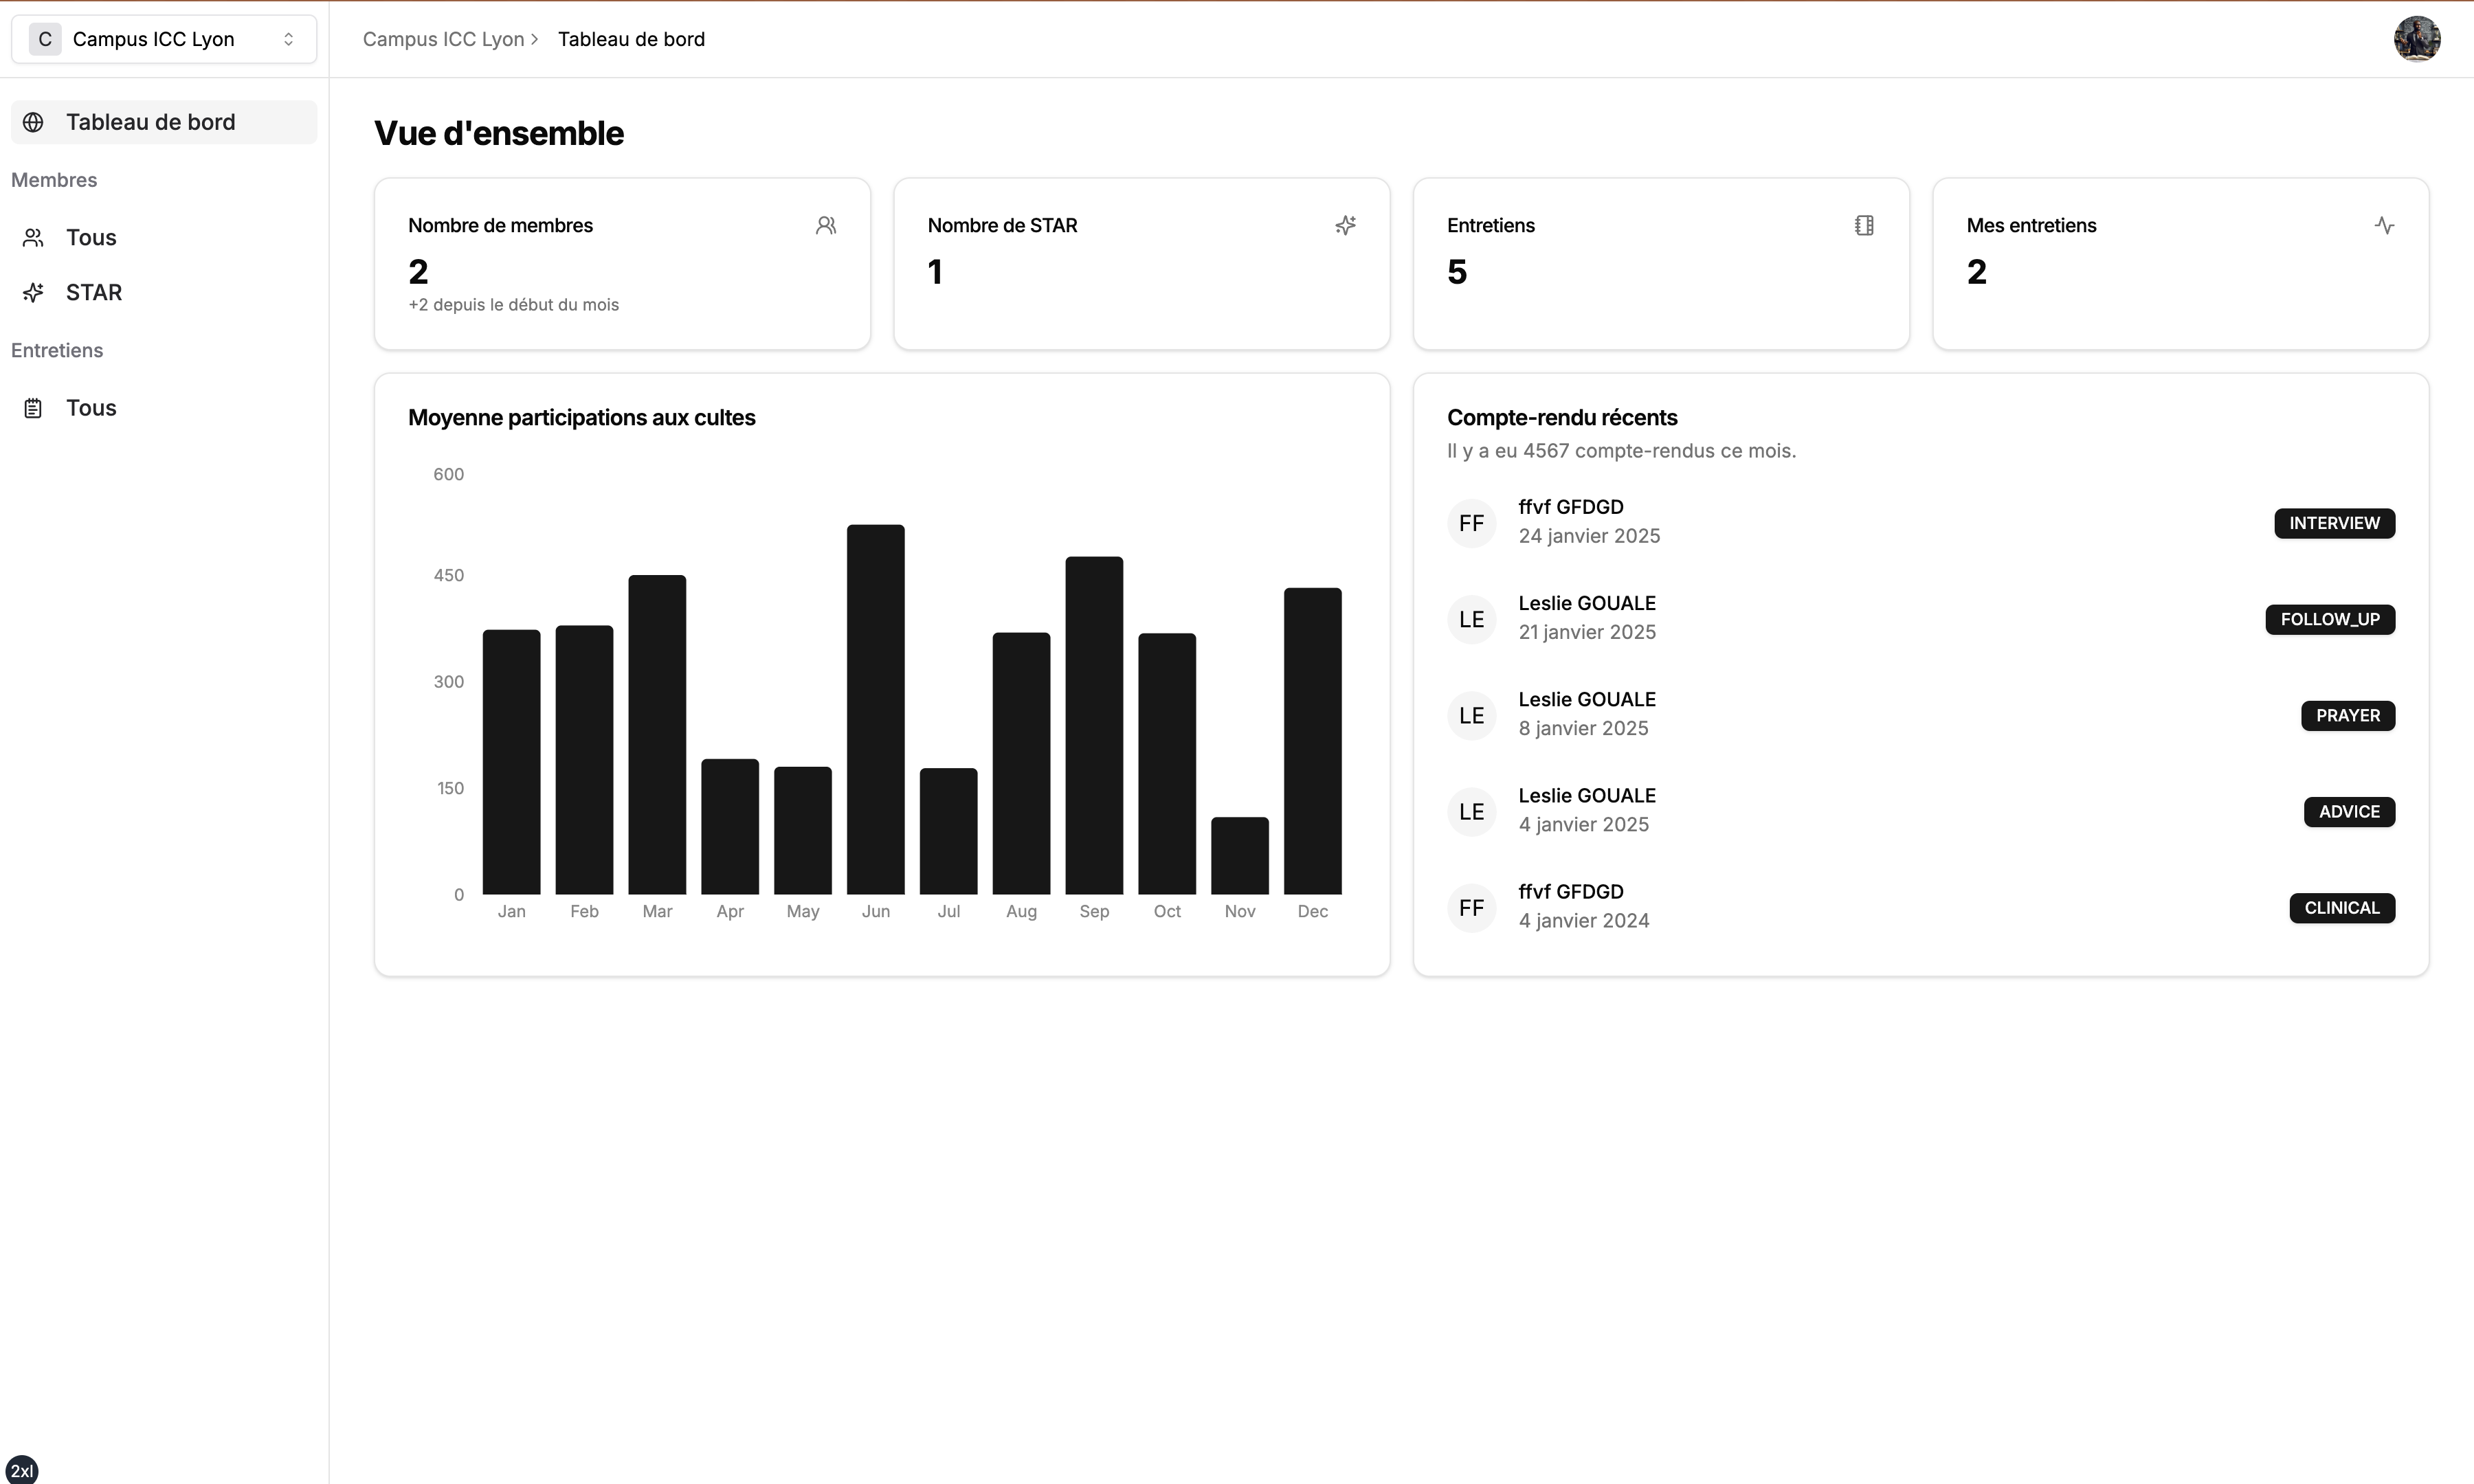 C Campus ICC Lyon
Campus ICC Lyon > Tableau de bord
Tableau de bord
Membres
Tous
STAR
Entretiens
Tous
2xl
Vue d'ensemble
Nombre de membres
2
+2 depuis le début du mois
Nombre de STAR
1
Entretiens
5
Mes entretiens
2
Moyenne participations aux cultes
600
450
300
150
0
Jan Feb Mar Apr May Jun Jul Aug Sep Oct Nov Dec
Compte-rendu récents
Il y a eu 4567 compte-rendus ce mois.
FF
ffvf GFDGD
24 janvier 2025
INTERVIEW
LE
Leslie GOUALE
21 janvier 2025
FOLLOW_UP
LE
Leslie GOUALE
8 janvier 2025
PRAYER
LE
Leslie GOUALE
4 janvier 2025
ADVICE
FF
ffvf GFDGD
4 janvier 2024
CLINICAL